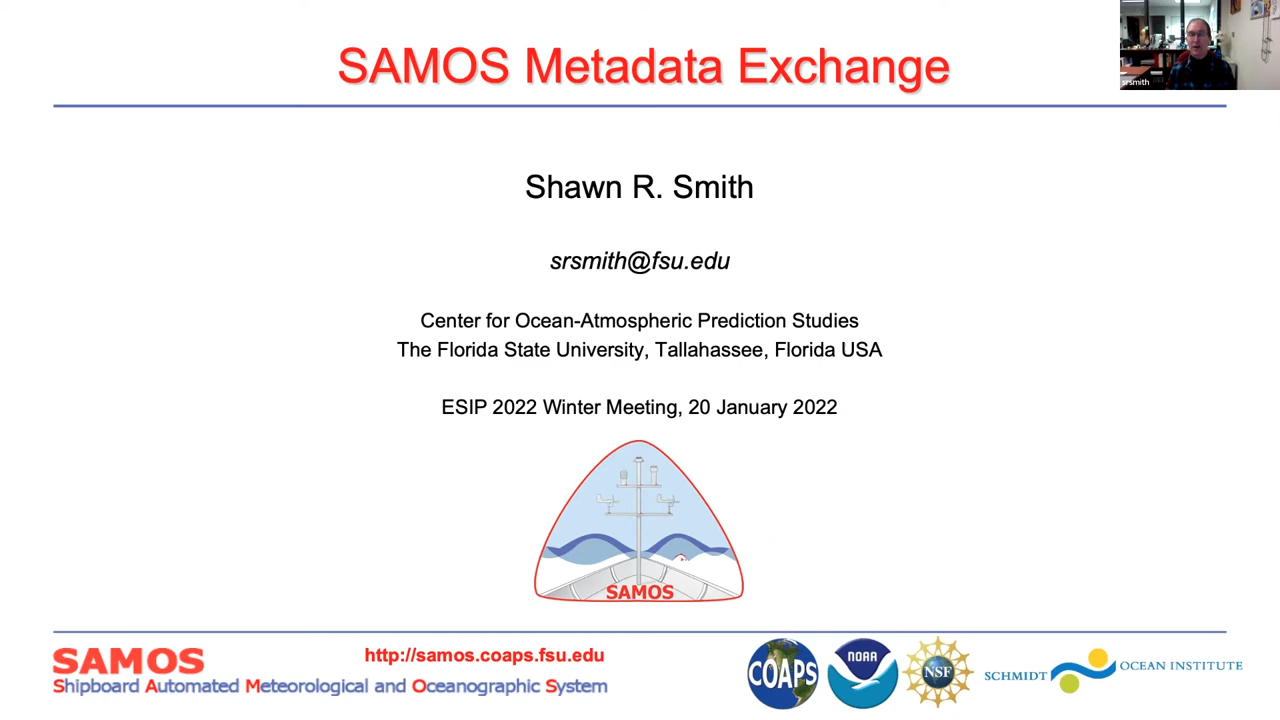 SAMOS Metadata Exchange
srsmith
Shawn R. Smith
srsmith@fsu.edu
Center for Ocean-Atmospheric Prediction Studies
The Florida State University, Tallahassee, Florida USA
ESIP 2022 Winter Meeting, 20 January 2022
SAMOS
SAMOS
Shipboard Automated Meteorological and Oceanographic System
http://samos.coaps.fsu.edu
COAPS
NOAA
NSF
SCHMIDT OCEAN INSTITUTE